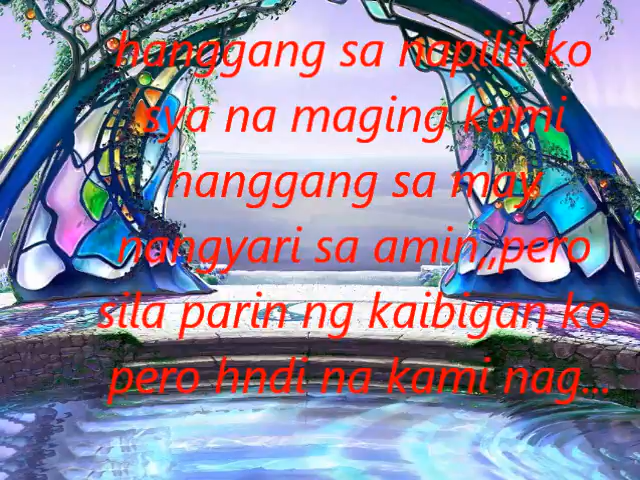 hanggang sa napilit ko
sya na maging kami
hanggang sa may
nangyari sa amin,,pero
sila parin ng kaibigan ko
pero hndi na kami nag...